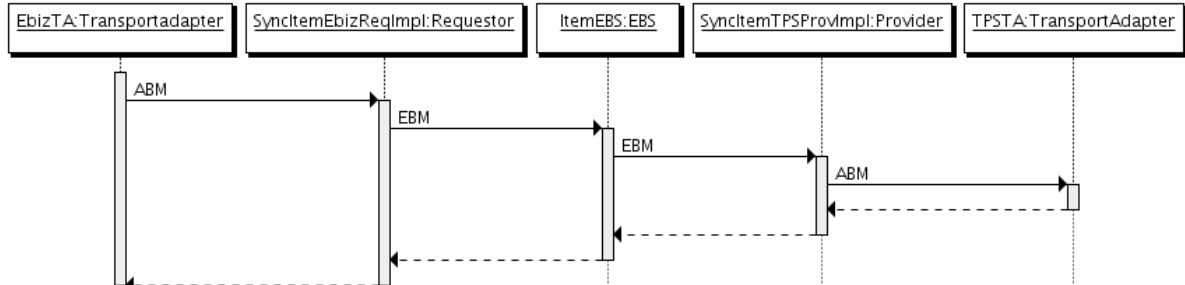 EbizTA:Transportadapter
SyncItemEbizReqImpl:Requestor
ItemEBS:EBS
SyncItemTPSProvImpl:Provider
TPSTA:TransportAdapter
ABM
EBM
EBM
ABM